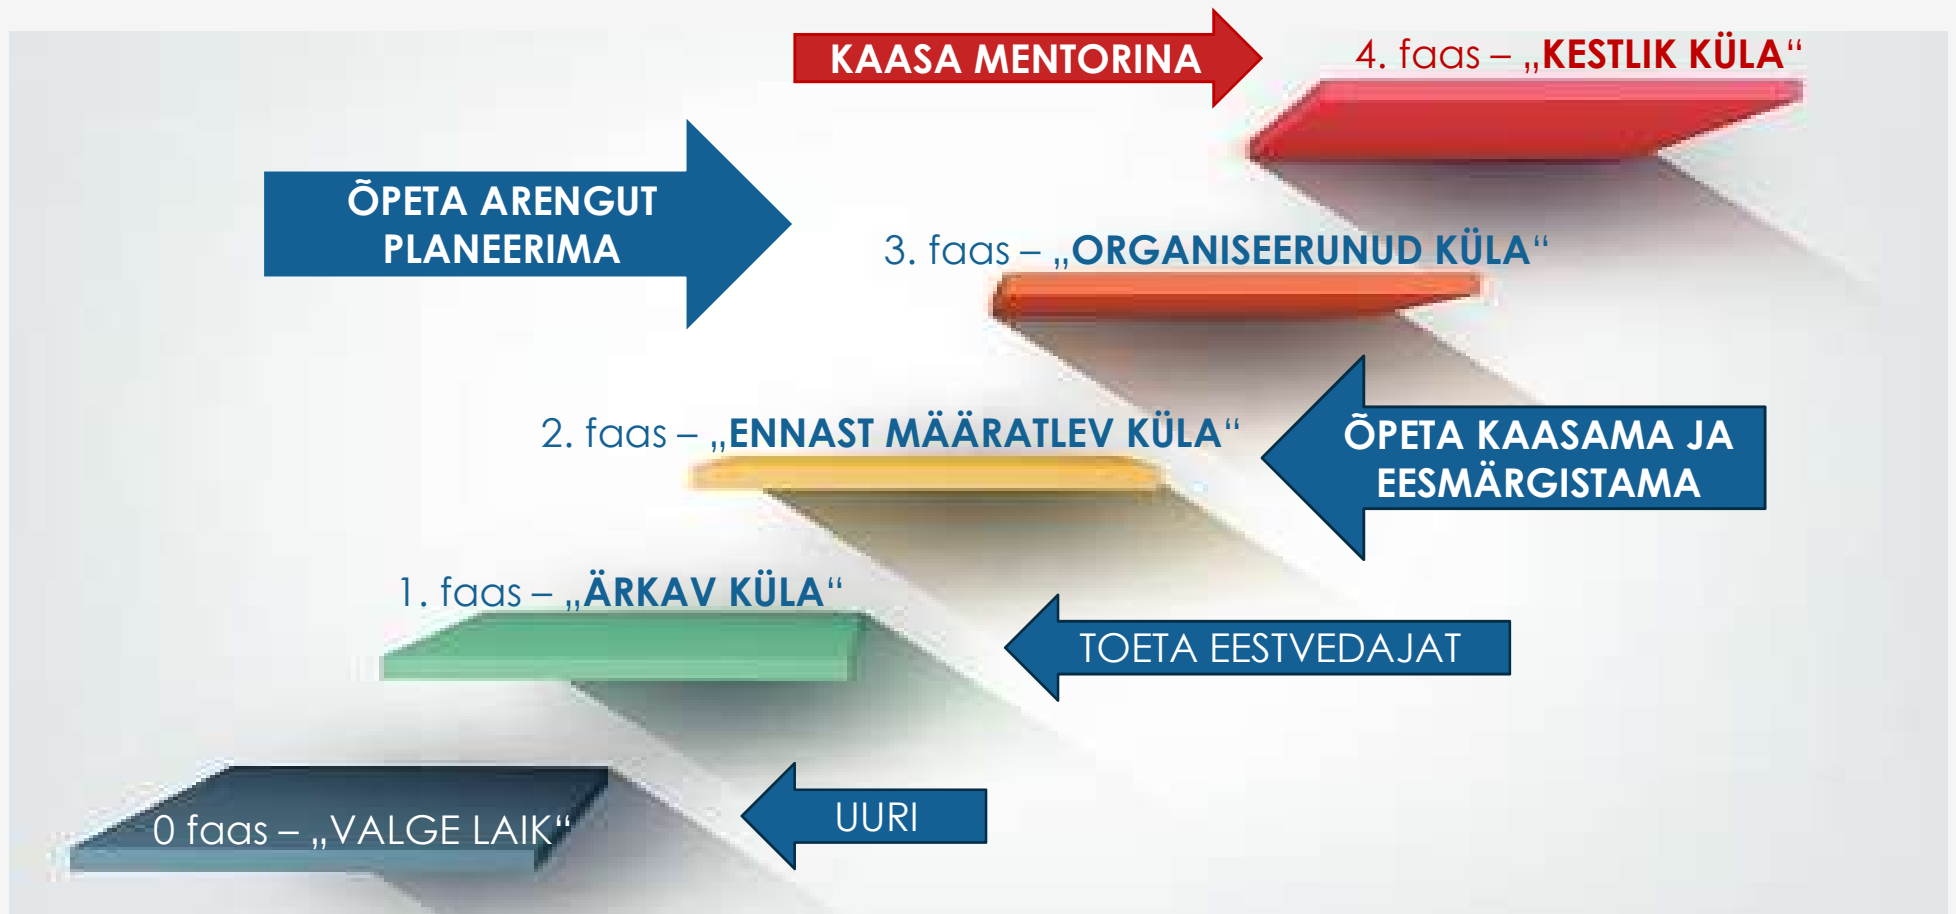 KAASA MENTORINA
4. faas – „KESTLIK KÜLA“
ÕPETA ARENGUT
PLANEERIMA
3. faas – „ORGANISEERUNUD KÜLA“
2. faas – „ENNAST MÄÄRATLEV KÜLA“
ÕPETA KAASAMA JA
EESMÄRGISTAMA
1. faas – „ÄRKAV KÜLA“
TOETA EESTVEDAJAT
0 faas – „VALGE LAIK“
UURI